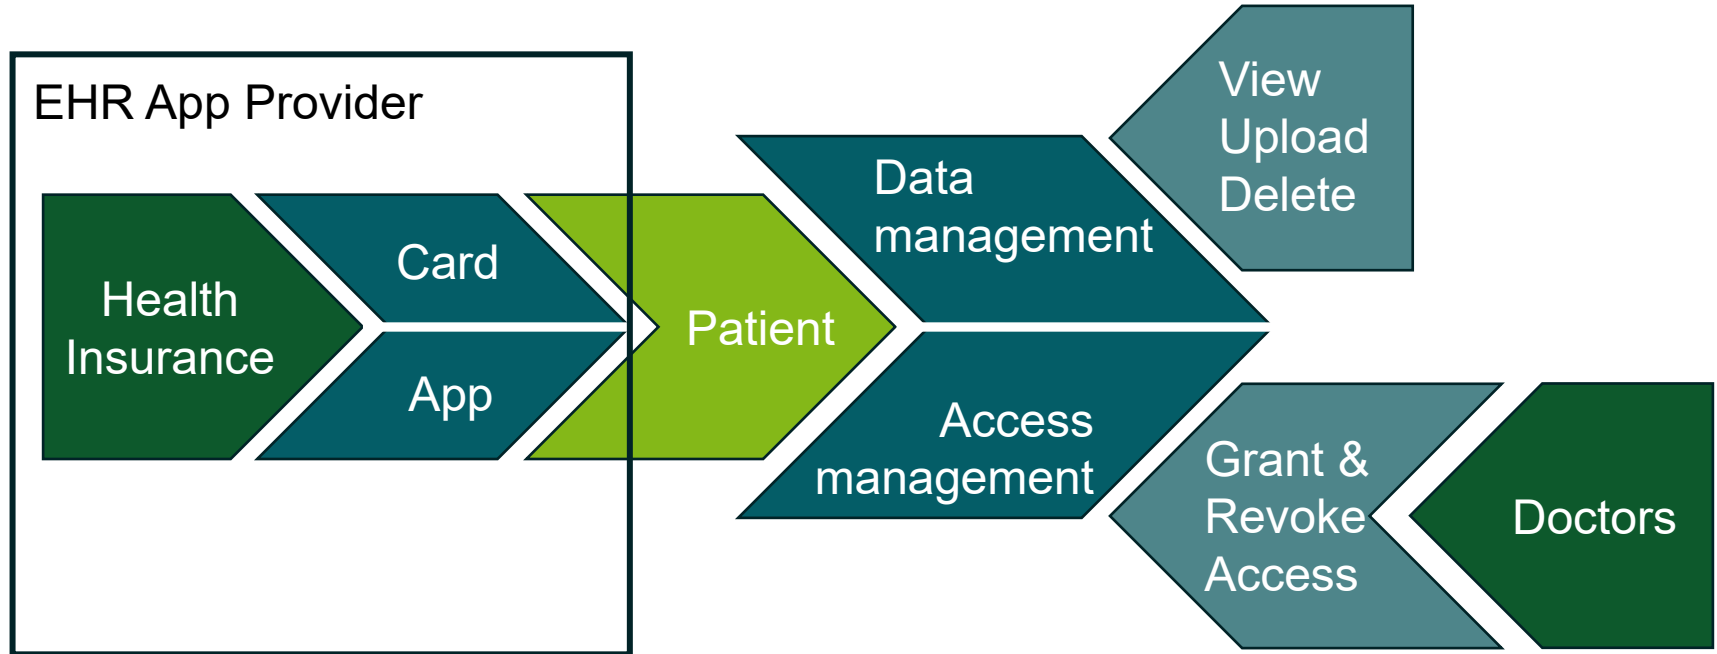 EHR App Provider
Health
Insurance
Card
App
Patient
Data
management
Access
management
View
Upload
Delete
Grant &
Revoke
Access
Doctors